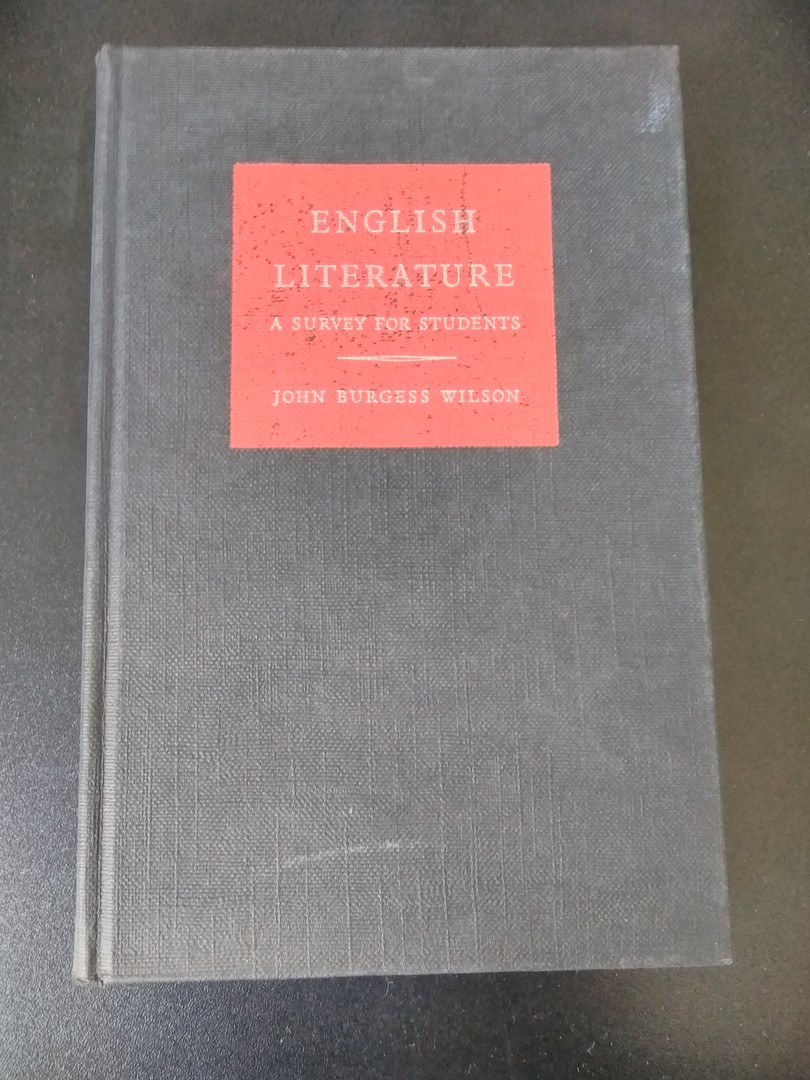 ENGLISH
LITERATURE
A SURVEY FOR STUDENTS
JOHN BURGESS WILSON